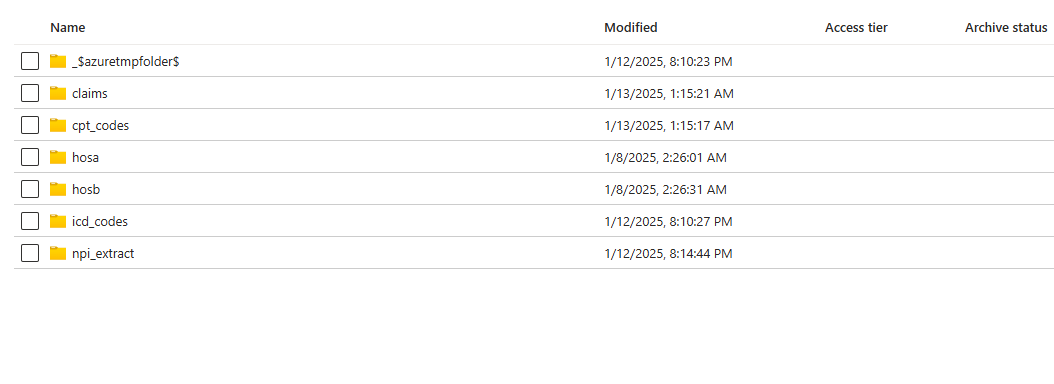 Name Modified Access tier Archive status
_$azuretmpfolder$ 1/12/2025, 8:10:23 PM
claims 1/13/2025, 1:15:21 AM
cpt_codes 1/13/2025, 1:15:17 AM
hosa 1/8/2025, 2:26:01 AM
hosb 1/8/2025, 2:26:31 AM
icd_codes 1/12/2025, 8:10:27 PM
npi_extract 1/12/2025, 8:14:44 PM